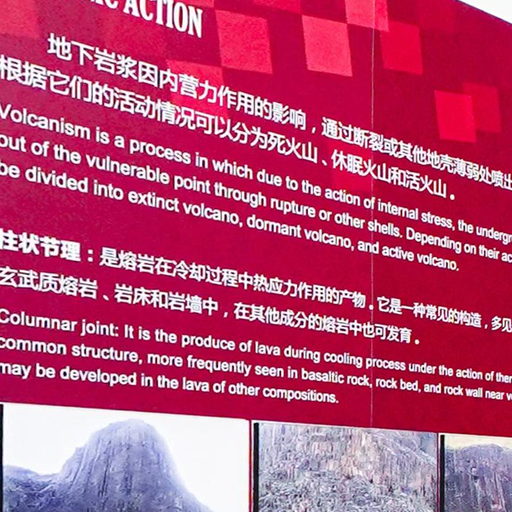 ACTION
地下岩浆因内营力作用的影响，通过断裂或其他地壳薄弱处喷出
根据它们的活动情况可以分为死火山、休眠火山和活火山。
Volcanism is a process in which due to the action of internal stress, the undergr
out of the vulnerable point through rupture or other shells. Depending on their ac
be divided into extinct volcano, dormant volcano, and active volcano.
柱状节理：是熔岩在冷却过程中热应力作用的产物。它是一种常见的构造，多见
玄武质熔岩、岩床和岩墙中，在其他成分的熔岩中也可发育。
Columnar joint: It is the produce of lava during cooling process under the action of ther
common structure, more frequently seen in basaltic rock, rock bed, and rock wall near v
may be developed in the lava of other compositions.